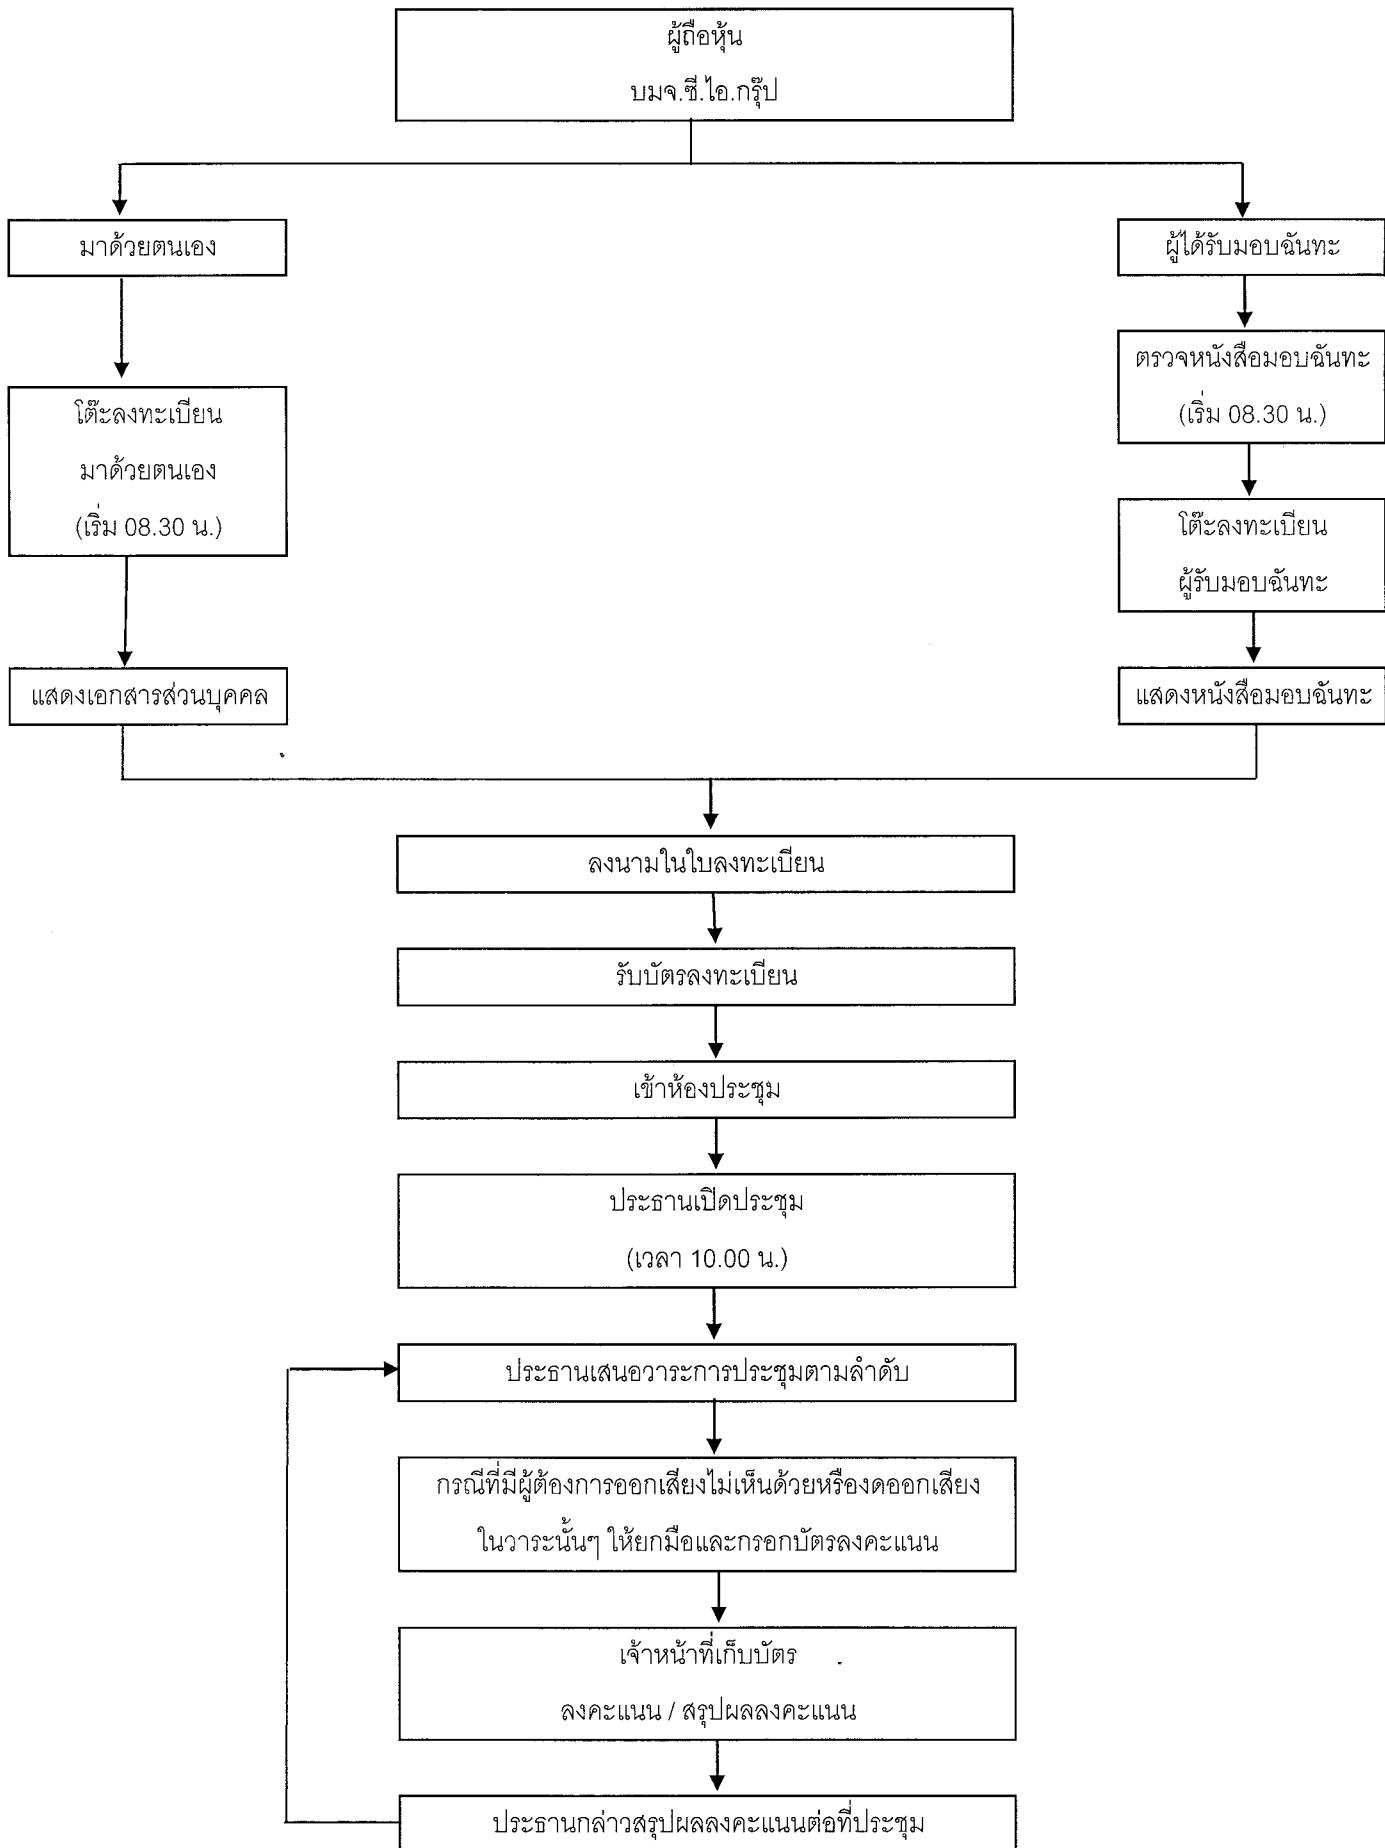 ผู้ถือหุ้น
บมจ.ซี.ไอ.กรุ๊ป
มาด้วยตนเอง
โต๊ะลงทะเบียน
มาด้วยตนเอง
(เริ่ม 08.30 น.)
แสดงเอกสารส่วนบุคคล
ผู้ได้รับมอบฉันทะ
ตรวจหนังสือมอบฉันทะ
(เริ่ม 08.30 น.)
โต๊ะลงทะเบียน
ผู้รับมอบฉันทะ
แสดงหนังสือมอบฉันทะ
ลงนามในใบลงทะเบียน
รับบัตรลงทะเบียน
เข้าห้องประชุม
ประธานเปิดประชุม
(เวลา 10.00 น.)
ประธานเสนอวาระการประชุมตามลำดับ
กรณีที่มีผู้ต้องการออกเสียงไม่เห็นด้วยหรืองดออกเสียง
ในวาระนั้นๆ ให้ยกมือและกรอกบัตรลงคะแนน
เจ้าหน้าที่เก็บบัตร
ลงคะแนน / สรุปผลลงคะแนน
ประธานกล่าวสรุปผลลงคะแนนต่อที่ประชุม